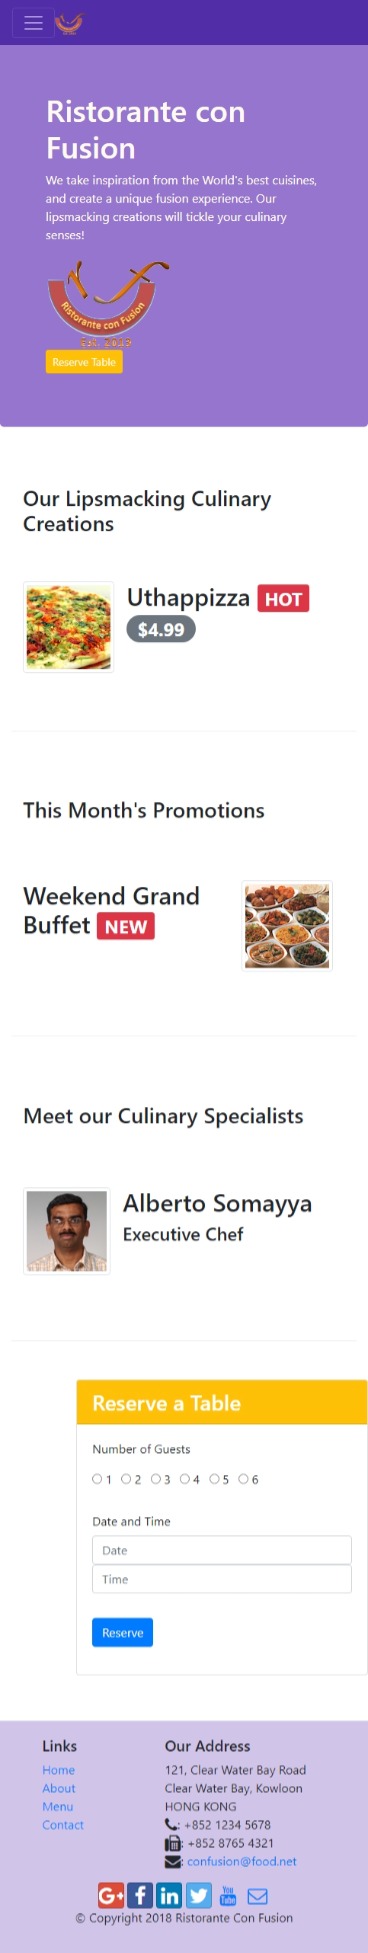 Ristorante con
Fusion
We take inspiration from the World's best cuisines,
and create a unique fusion experience. Our
lipsmacking creations will tickle your culinary
senses!
Ristorante con Fusion
Est. 2019
Reserve Table
Our Lipsmacking Culinary
Creations
Uthappizza HOT
$4.99
This Month's Promotions
Weekend Grand
Buffet NEW
Meet our Culinary Specialists
Alberto Somayya
Executive Chef
Reserve a Table
Number of Guests
1 2 3 4 5 6
Date and Time
Date
Time
Reserve
Links
Home
About
Menu
Contact
Our Address
121, Clear Water Bay Road
Clear Water Bay, Kowloon
HONG KONG
: +852 1234 5678
: +852 8765 4321
: confusion@food.net
G+ f in You Tube
© Copyright 2018 Ristorante Con Fusion